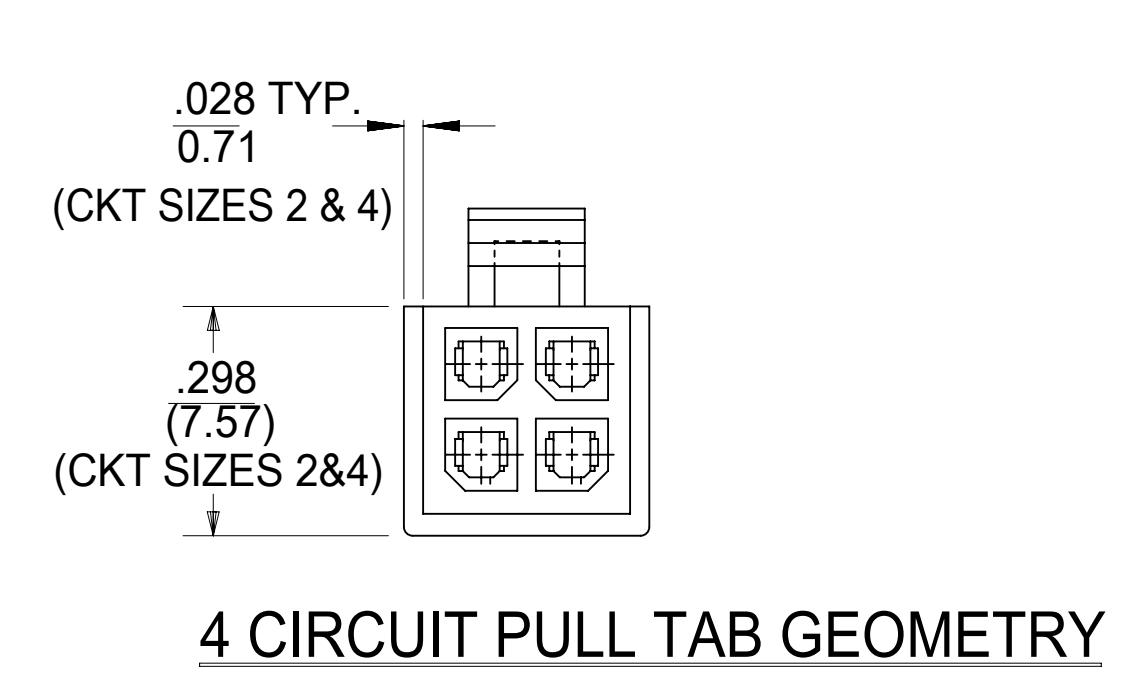 .028 TYP.
0.71
(CKT SIZES 2 & 4)
.298
(7.57)
(CKT SIZES 2&4)
4 CIRCUIT PULL TAB GEOMETRY